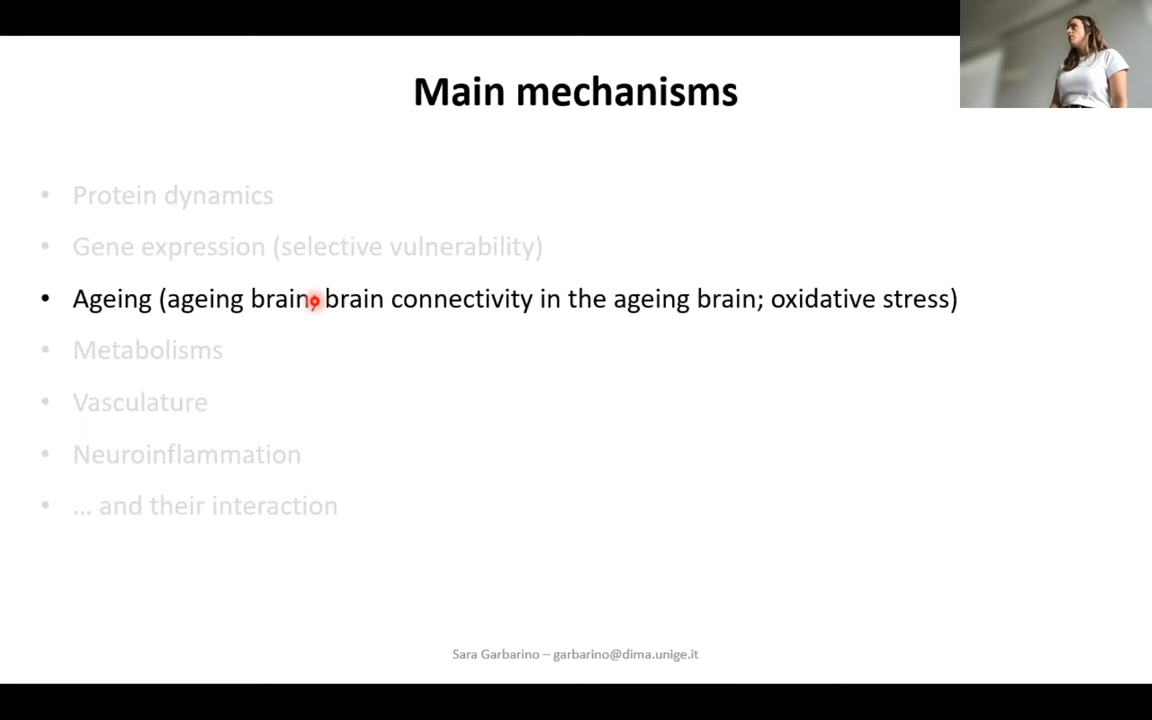 Main mechanisms
• Protein dynamics
• Gene expression (selective vulnerability)
• Ageing (ageing brain; brain connectivity in the ageing brain; oxidative stress)
• Metabolisms
• Vasculature
• Neuroinflammation
• ... and their interaction
Sara Garbarino – garbarino@dima.unige.it